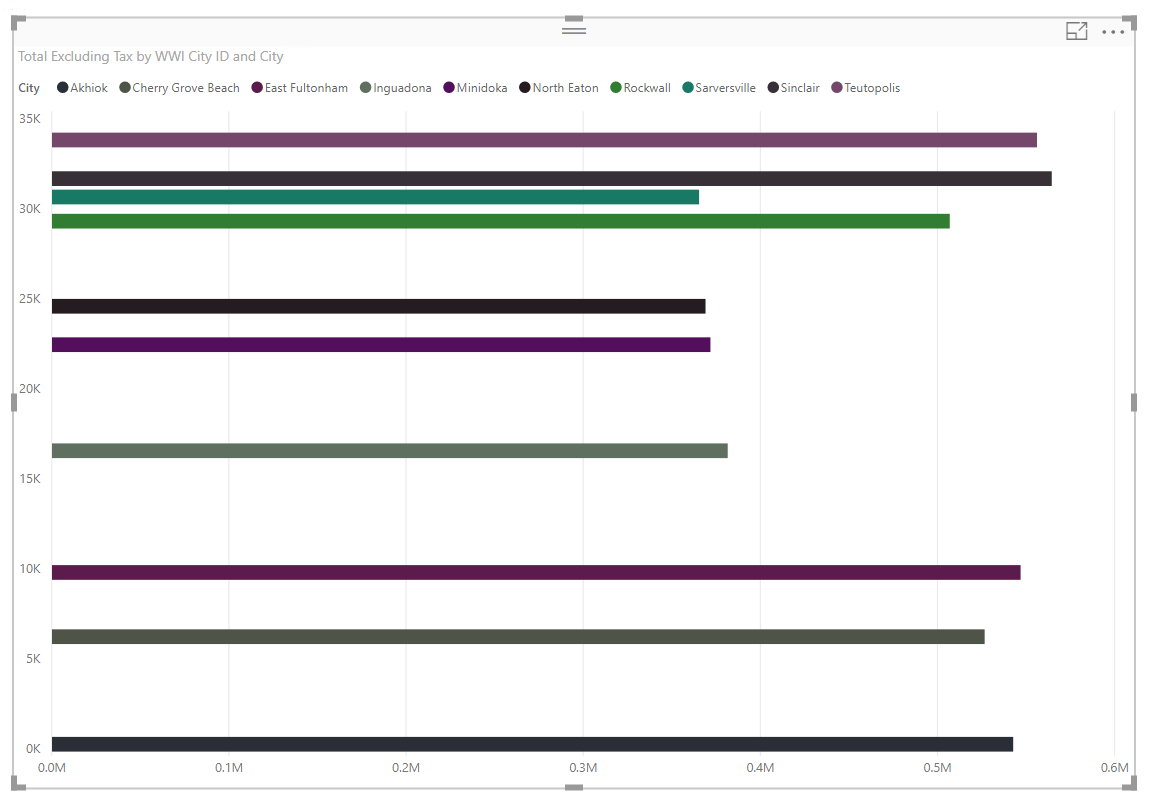 Total Excluding Tax by WWI City ID and City
City Akhiok Cherry Grove Beach East Fultonham Inguadona Minidoka North Eaton Rockwall Sarversville Sinclair Teutopolis
35K
30K
25K
20K
15K
10K
5K
0K
0.0M 0.1M 0.2M 0.3M 0.4M 0.5M 0.6M